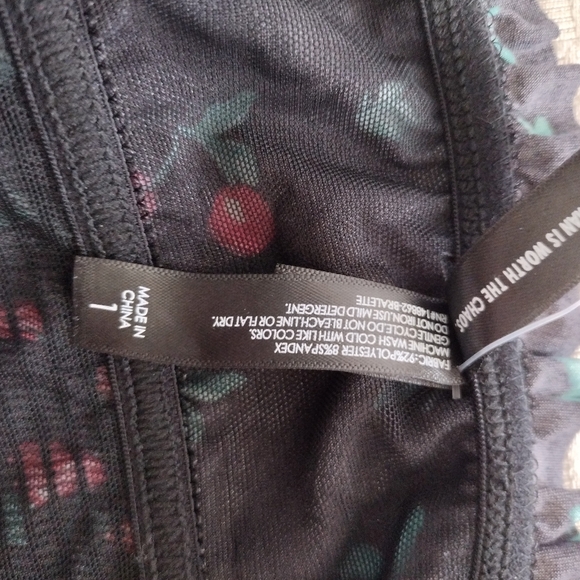 FABRIC:92%POLYESTER 8%SPANDEX
MACHINE WASH COLD WITH LIKE COLORS.
GENTLE CYCLE.DO NOT BLEACH.LINE OR FLAT DRY.
DO NOT IRON.USE MILD DETERGENT.
RN#148862-BRALETTE
MADE IN
CHINA
1
IS WORTH THE CHAOS